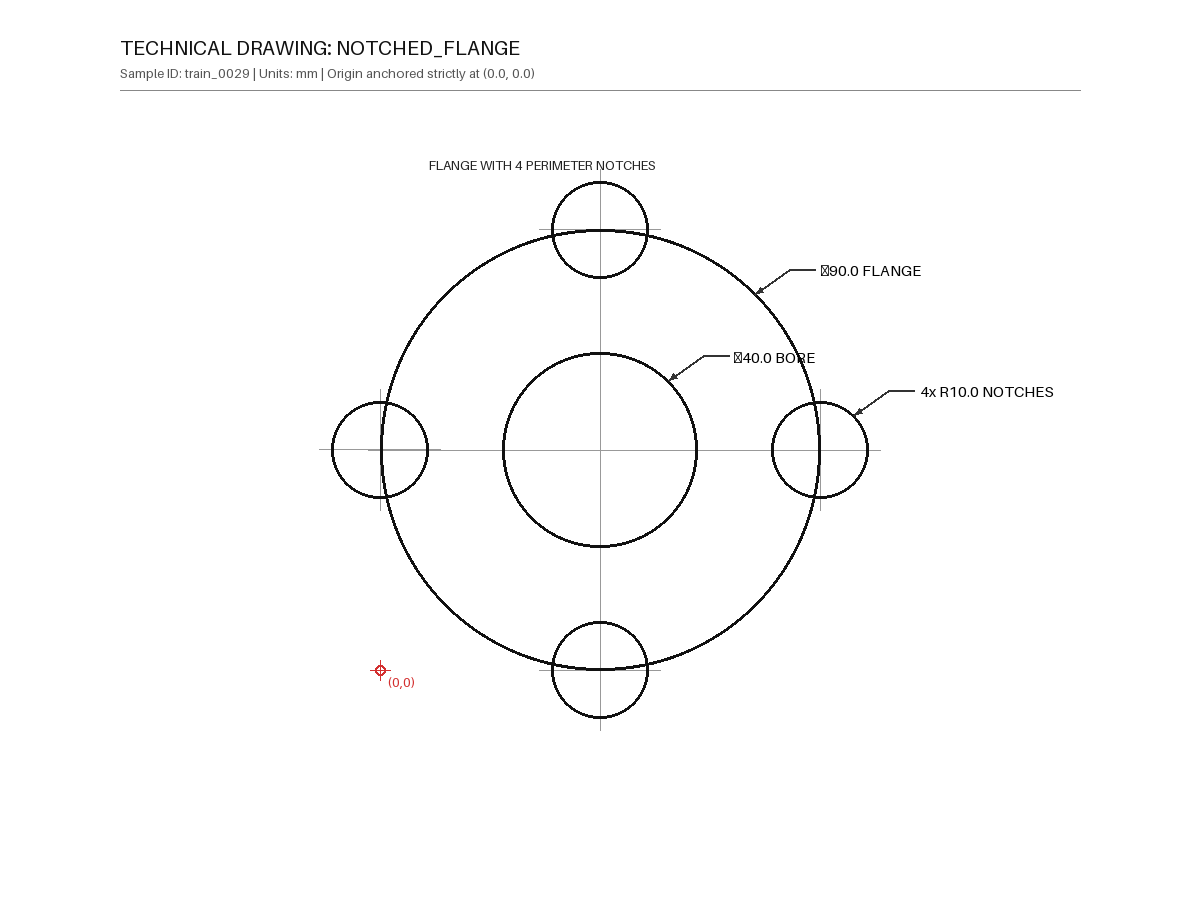 TECHNICAL DRAWING: NOTCHED_FLANGE
Sample ID: train_0029 | Units: mm | Origin anchored strictly at (0.0, 0.0)
FLANGE WITH 4 PERIMETER NOTCHES
90.0 FLANGE
40.0 BORE
4x R10.0 NOTCHES
(0,0)